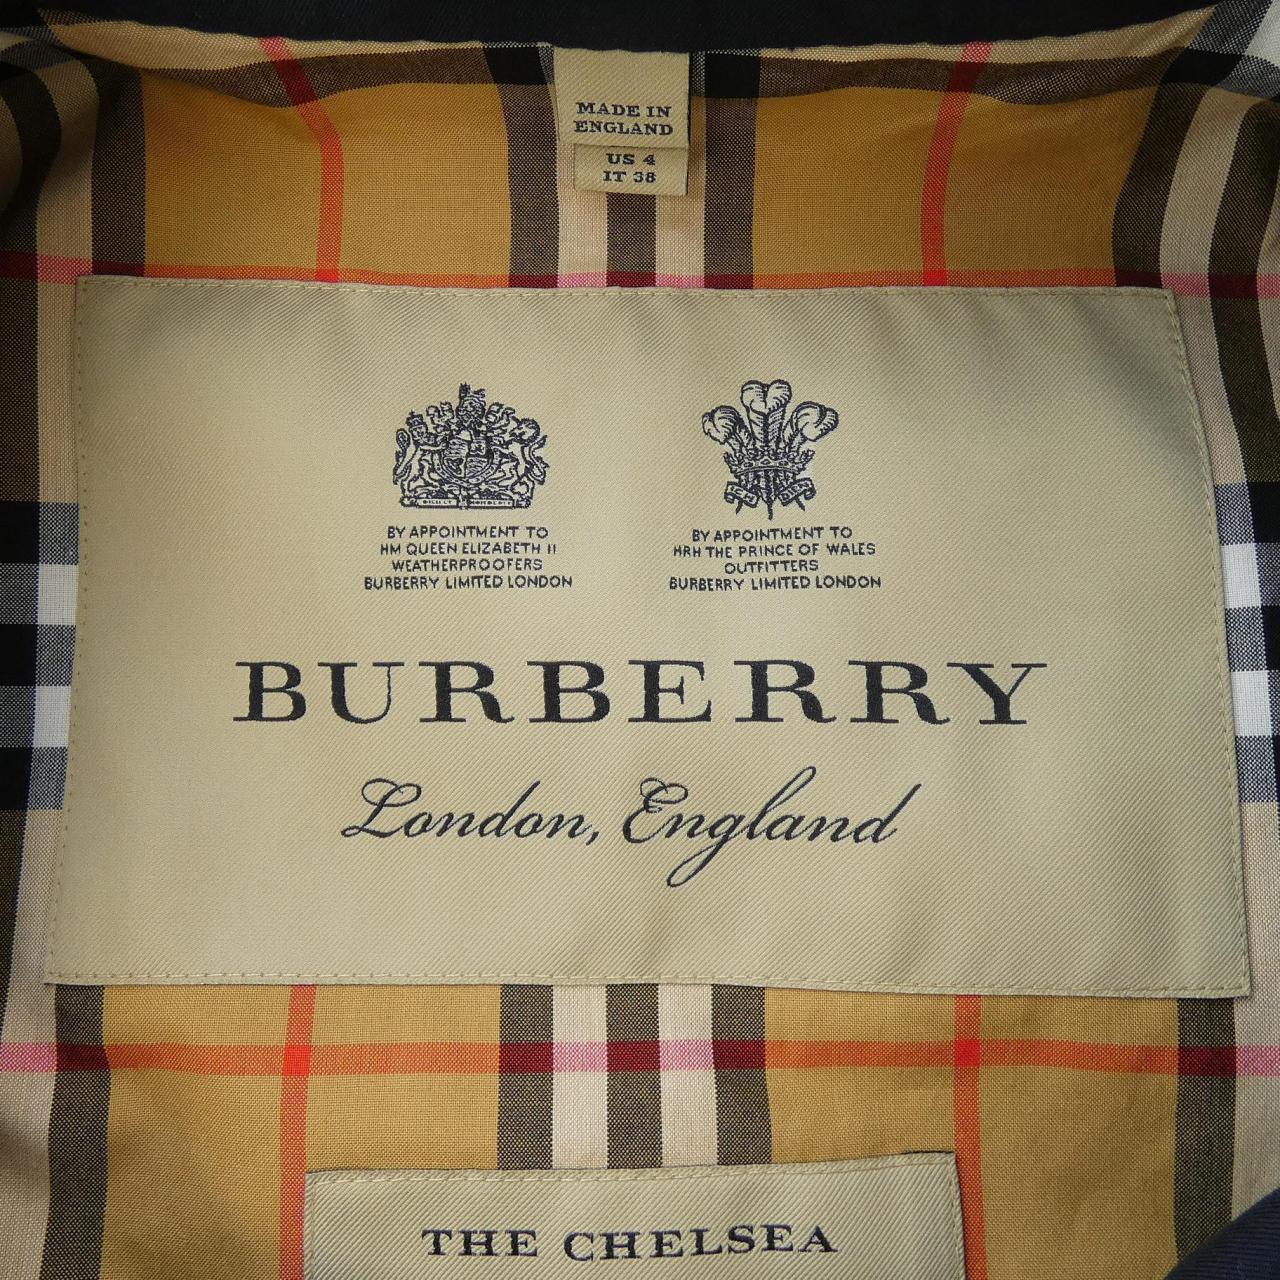 MADE IN
ENGLAND
US 4
IT 38
BY APPOINTMENT TO
HM QUEEN ELIZABETH II
WEATHERPROOFERS
BURBERRY LIMITED LONDON
BY APPOINTMENT TO
HRH THE PRINCE OF WALES
OUTFITTERS
BURBERRY LIMITED LONDON
BURBERRY
London, England
THE CHELSEA